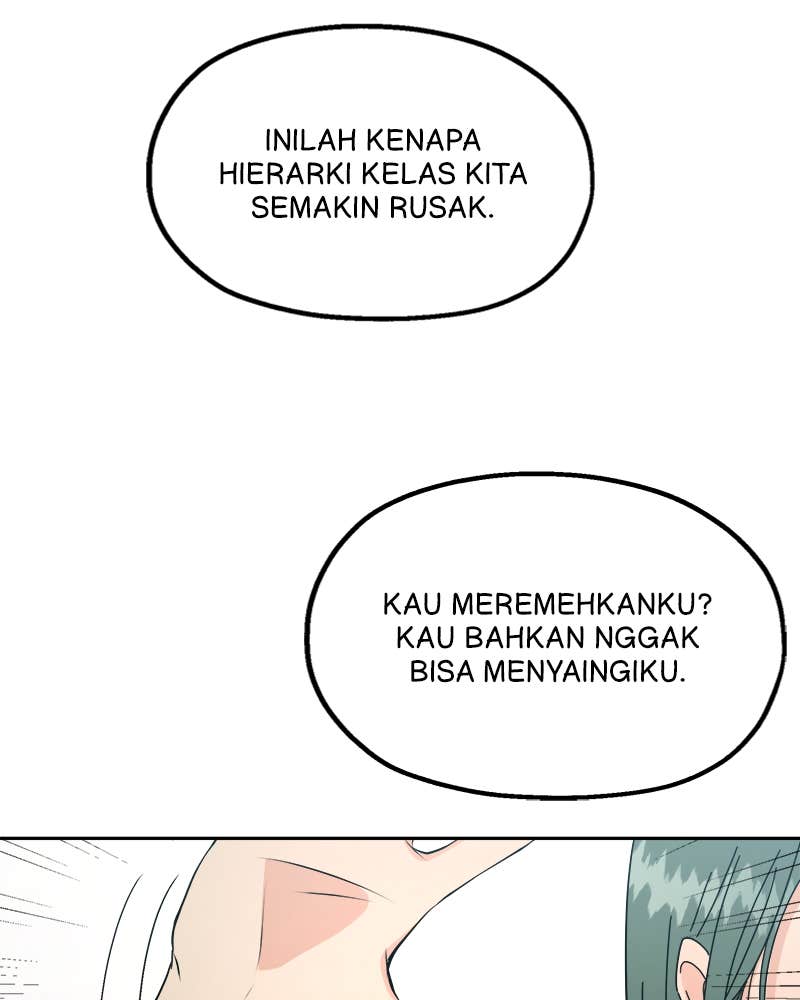 INILAH KENAPA
HIERARKI KELAS KITA
SEMAKIN RUSAK.
KAU MEREMEHKANKU?
KAU BAHKAN NGGAK
BISA MENYAINGIKU.